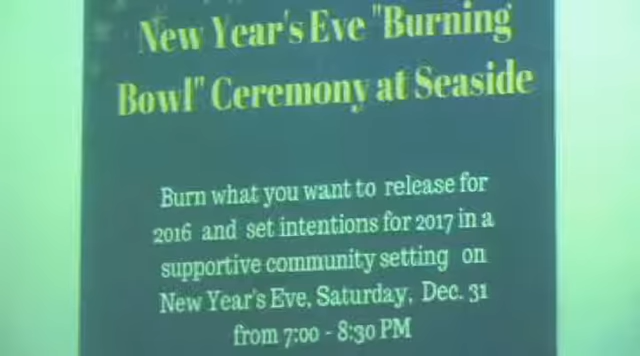 New Year's Eve "Burning
Bowl" Ceremony at Seaside
Burn what you want to release for
2016 and set intentions for 2017 in a
supportive community setting on
New Year's Eve, Saturday, Dec. 31
from 7:00 - 8:30 PM